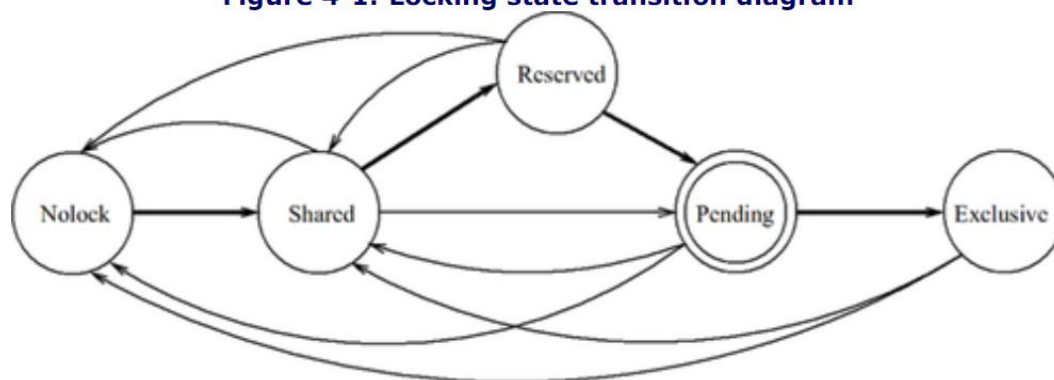 Figure 4-1. Locking state transition diagram
Reserved
Nolock
Shared
Pending
Exclusive